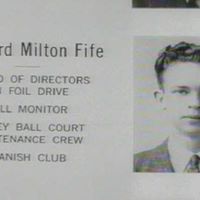 rd Milton Fife
D OF DIRECTORS
FOIL DRIVE
LL MONITOR
EY BALL COURT
TENANCE CREW
ANISH CLUB